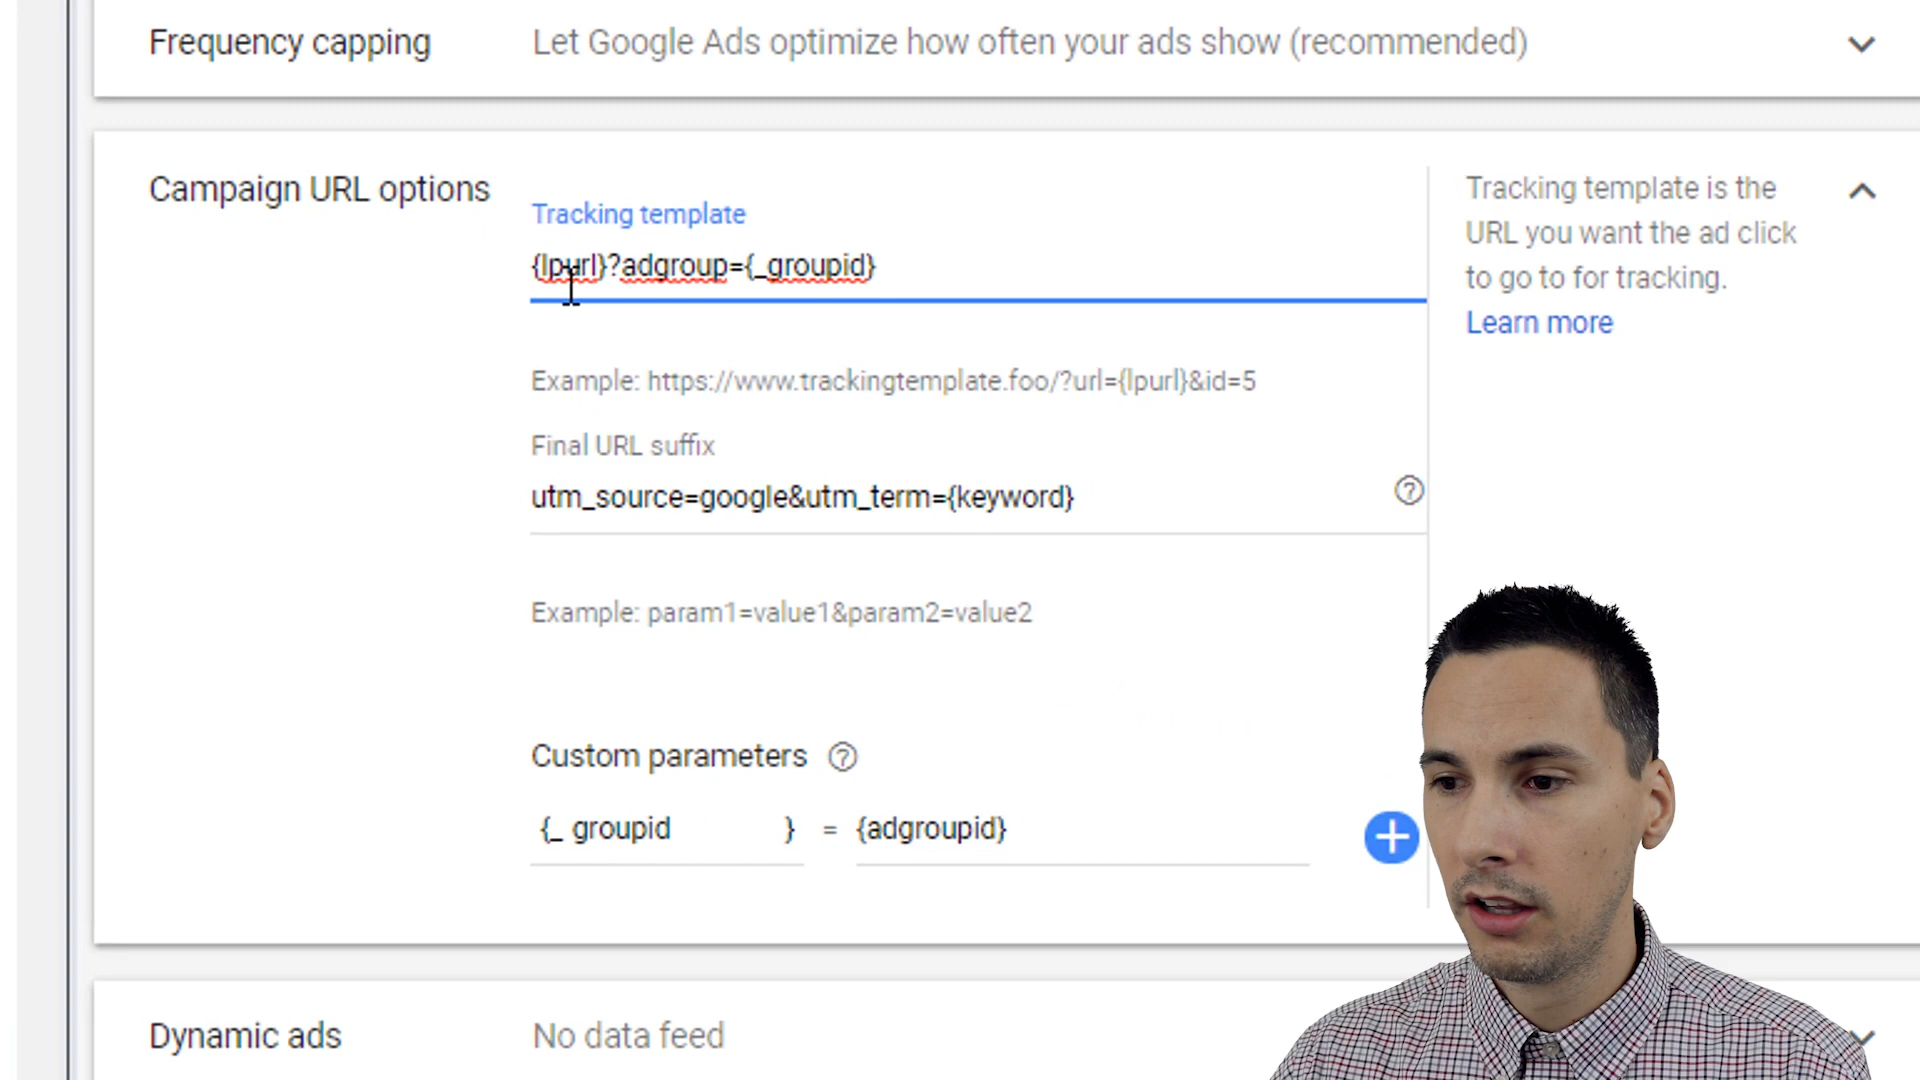 Frequency capping
Let Google Ads optimize how often your ads show (recommended)
Campaign URL options
Tracking template
{lpurl}?adgroup={_groupid}
Example: https://www.trackingtemplate.foo/?url={lpurl}&id=5
Final URL suffix
utm_source=google&utm_term={keyword}
Example: param1=value1&param2=value2
Custom parameters
{_ groupid } = {adgroupid}
Tracking template is the
URL you want the ad click
to go to for tracking.
Learn more
Dynamic ads
No data feed